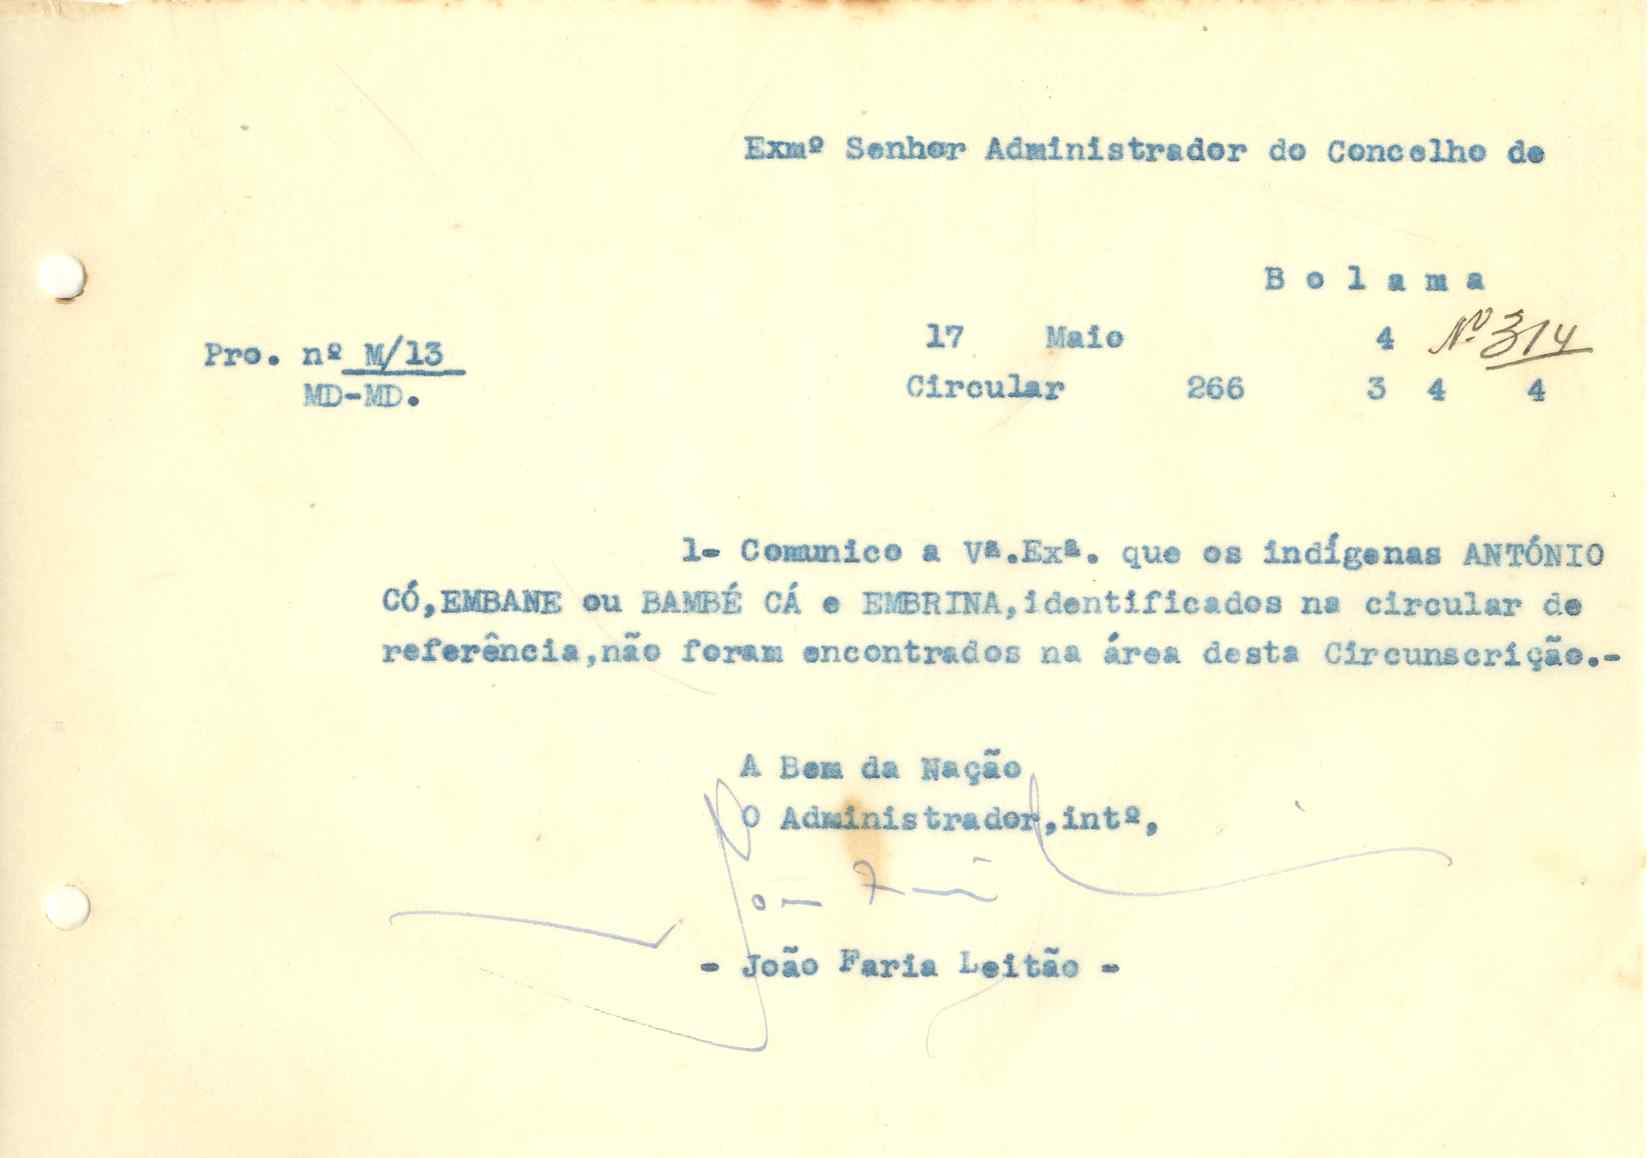 Exmº Senhor Administrador do Concelho de
B o l a m a
17 Maio 4 Nº 314
Pro. nº M/13
Circular 266 3 4 4
MD-MD.
1- Comunico a Vª.Exª. que os indígenas ANTÓNIO
CÓ,EMBANE ou BAMBÉ CÁ e EMBRINA,identificados na circular de
referência,não foram encontrados na área desta Circunscrição.-
A Bem da Nação
O Administrador,intº,
- João Faria Leitão -